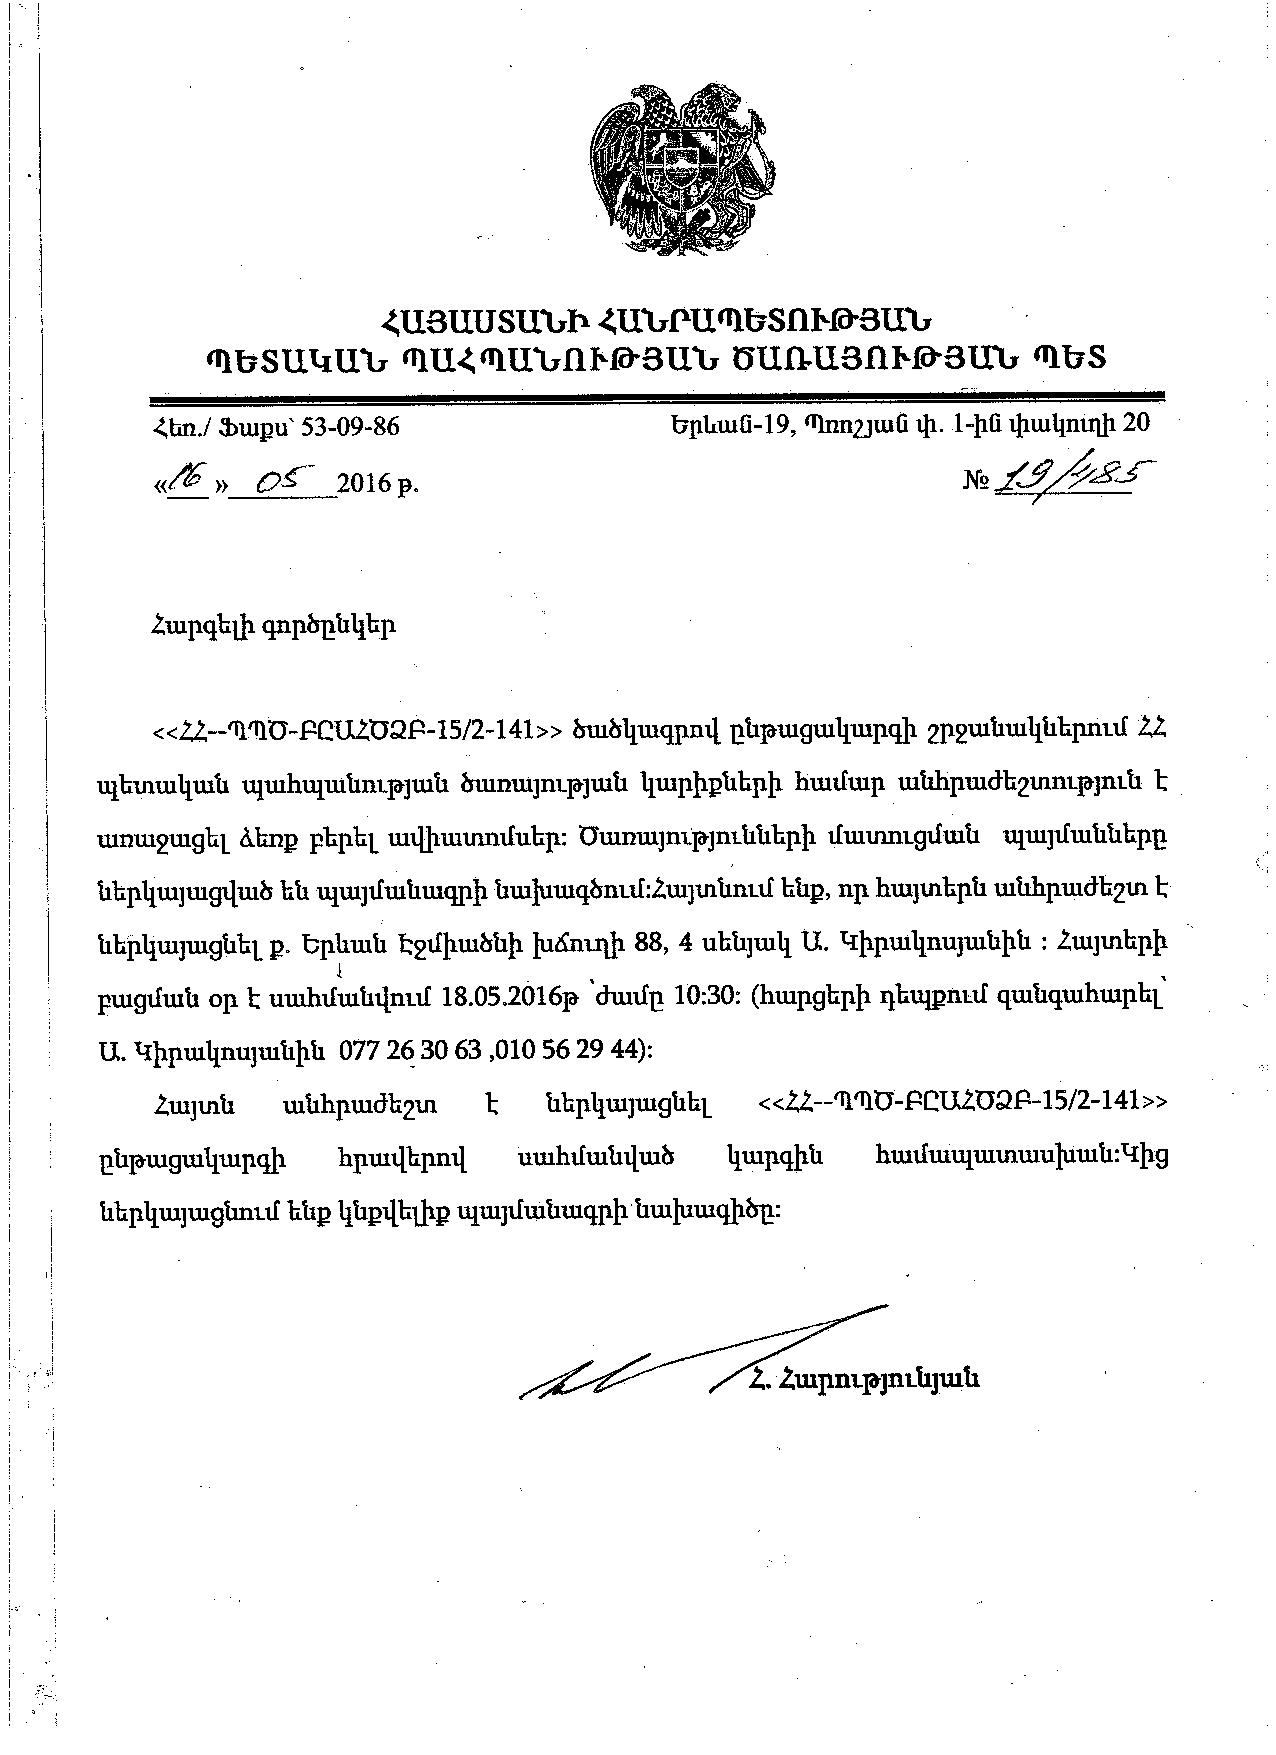 ՀԱՅԱՍՏԱՆԻ ՀԱՆՐԱՊԵՏՈՒԹՅԱՆ
ՊԵՏԱԿԱՆ ՊԱՀՊԱՆՈՒԹՅԱՆ ԾԱՌԱՅՈՒԹՅԱՆ ՊԵՏ
Հեռ./ Ֆաքս՝ 53-09-86 Երևան-19, Պռոշյան փ. 1-ին փակուղի 20
«16» 05 2016 թ. № 19/485
Հարգելի գործընկեր
<<ՀՀ--ՊՊԾ-ԲԸԱՀԾՁԲ-15/2-141>> ծածկագրով ընթացակարգի շրջանակներում ՀՀ
պետական պահպանության ծառայության կարիքների համար անհրաժեշտություն է
առաջացել ձեռք բերել ավիատոմսեր: Ծառայությունների մատուցման պայմանները
ներկայացված են պայմանագրի նախագծում:Հայտնում ենք, որ հայտերն անհրաժեշտ է
ներկայացնել ք. Երևան Էջմիածնի խճուղի 88, 4 սենյակ Ա. Կիրակոսյանին : Հայտերի
բացման օր է սահմանվում 18.05.2016թ ՝ժամը 10:30: (հարցերի դեպքում զանգահարել՝
Ա. Կիրակոսյանին 077 26 30 63 ,010 56 29 44):
Հայտն անհրաժեշտ է ներկայացնել <<ՀՀ--ՊՊԾ-ԲԸԱՀԾՁԲ-15/2-141>>
ընթացակարգի հրավերով սահմանված կարգին համապատասխան:Կից
ներկայացնում ենք կնքվելիք պայմանագրի նախագիծը:
Հ. Հարությունյան